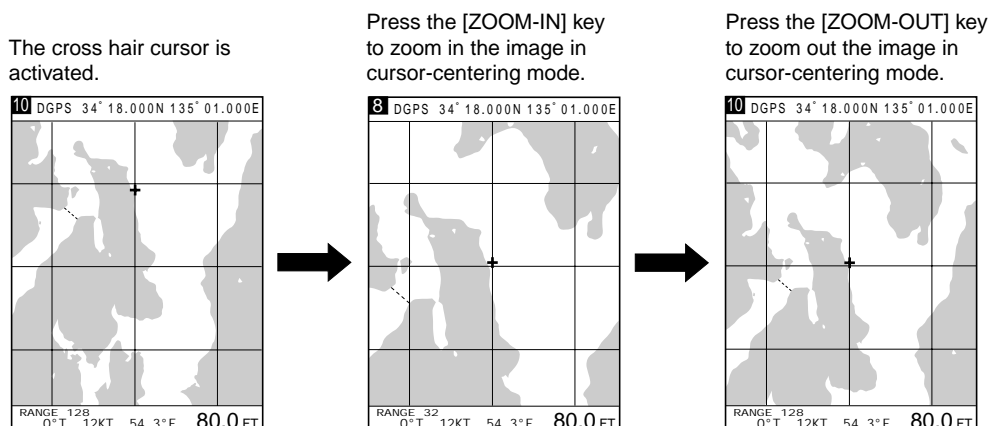 The cross hair cursor is
activated.
Press the [ZOOM-IN] key
to zoom in the image in
cursor-centering mode.
Press the [ZOOM-OUT] key
to zoom out the image in
cursor-centering mode.
10 DGPS 34° 18.000N 135° 01.000E
RANGE 128
0°T 12KT 54.3°F 80.0 FT
8 DGPS 34° 18.000N 135° 01.000E
RANGE 32
0°T 12KT 54.3°F 80.0 FT
10 DGPS 34° 18.000N 135° 01.000E
RANGE 128
0°T 12KT 54.3°F 80.0 FT